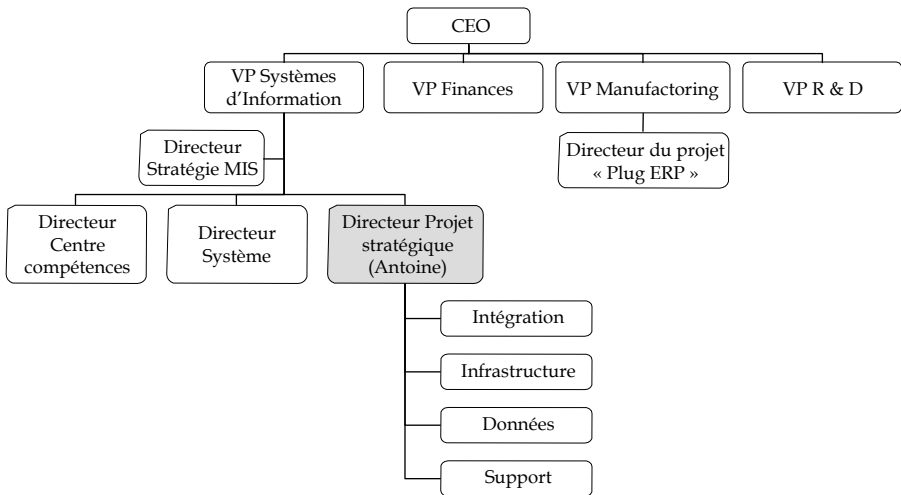 CEO
VP Systèmes
d'Information
VP Finances
VP Manufactoring
VP R & D
Directeur
Stratégie MIS
Directeur du projet
« Plug ERP »
Directeur
Centre
compétences
Directeur
Système
Directeur Projet
stratégique
(Antoine)
Intégration
Infrastructure
Données
Support